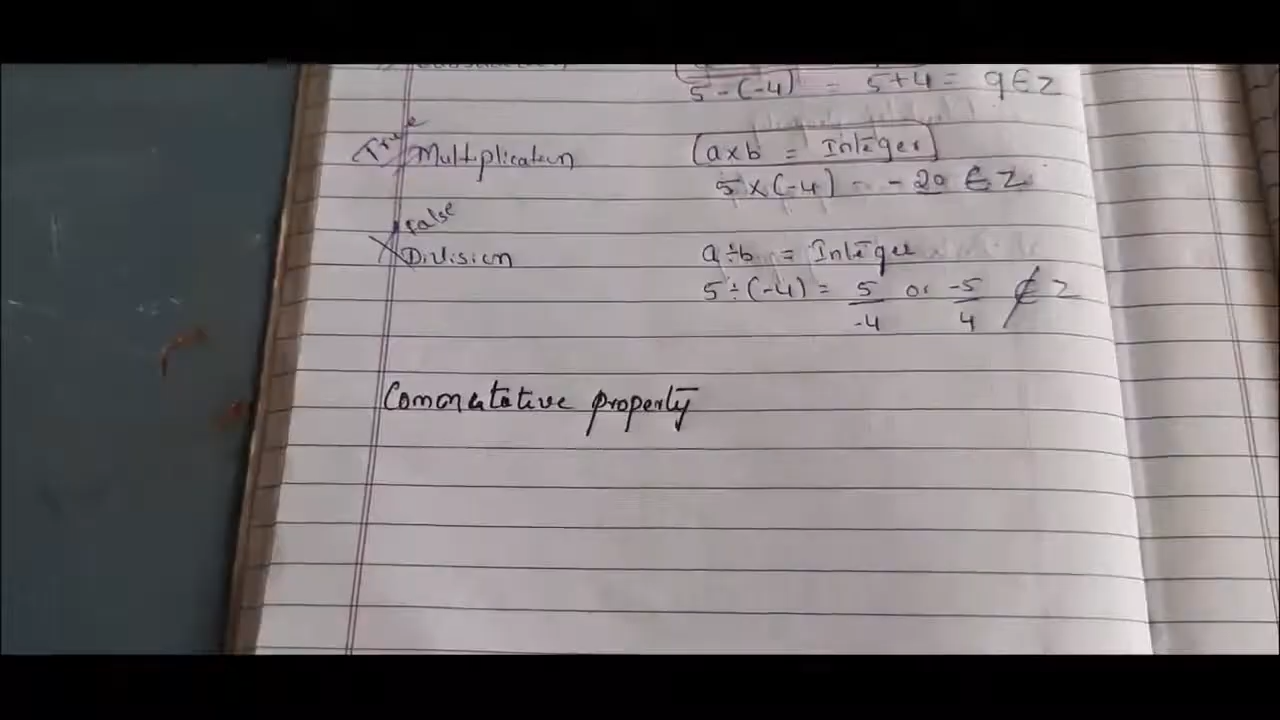 5-(-4) = 5+4 = 9 ∈ Z
True
Multiplication (a×b = Integer)
5×(-4) = -20 ∈ Z
False
Division a÷b = Integer
5÷(-4) = 5/-4 or -5/4 ∉ Z
Commutative property